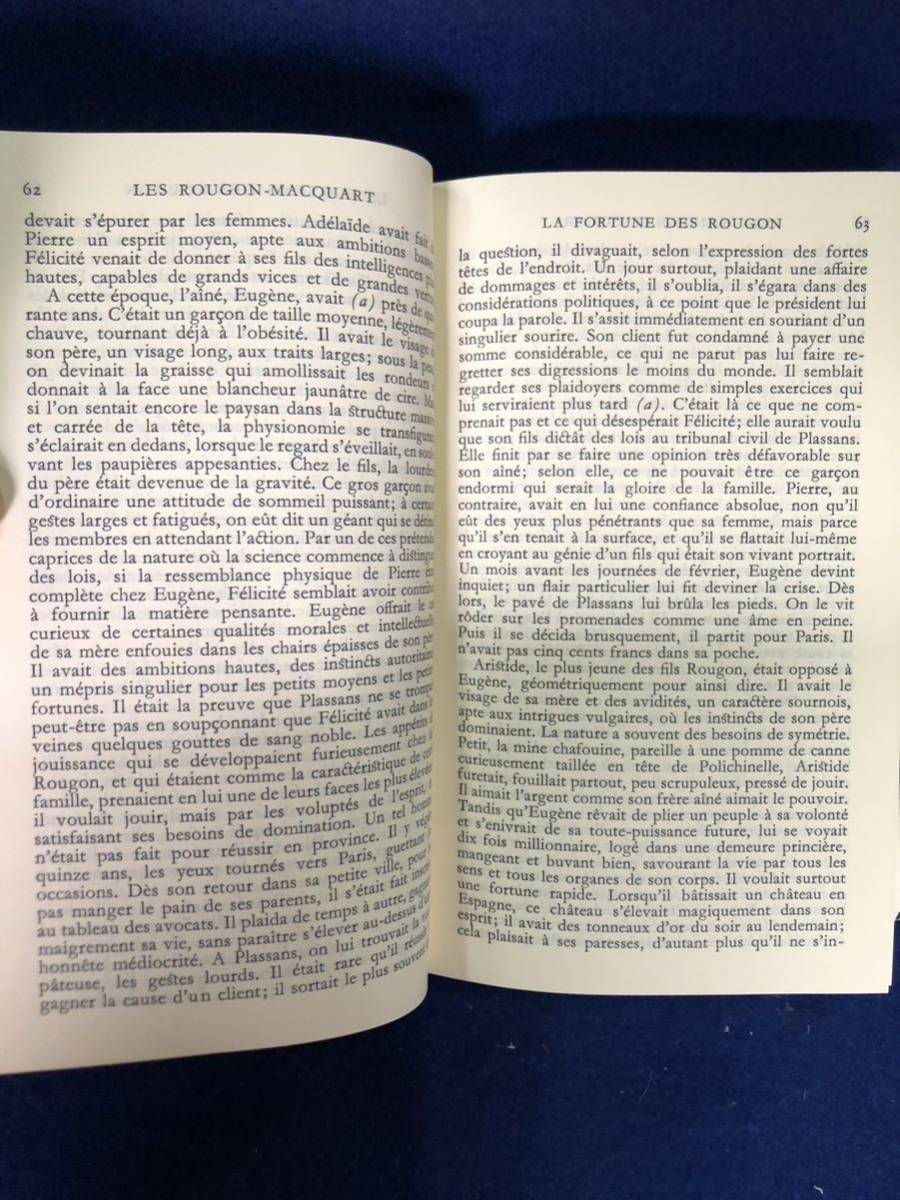 62 LES ROUGON-MACQUART
devait s'épurer par les femmes. Adélaïde avait fait
Pierre un esprit moyen, apte aux ambitions basses,
Félicité venait de donner à ses fils des intelligences
hautes, capables de grands vices et de grandes
A cette époque, l'aîné, Eugène, avait (a) près de
rante ans. C'était un garçon de taille moyenne,
chauve, tournant déjà à l'obésité. Il avait le visage
son père, un visage long, aux traits larges; sous la
on devinait la graisse qui amollissait les rondeurs
donnait à la face une blancheur jaunâtre de cire.
si l'on sentait encore le paysan dans la structure
et carrée de la tête, la physionomie se
s'éclairait en dedans, lorsque le regard s'éveillait, en
vant les paupières appesanties. Chez le fils, la
du père était devenue de la gravité. Ce gros garçon
d'ordinaire une attitude de sommeil puissant; à
gestes larges et fatigués, on eût dit un géant qui se
les membres en attendant l'action. Par un de ces
caprices de la nature où la science commence à
des lois, si la ressemblance physique de Pierre
complète chez Eugène, Félicité semblait avoir
à fournir la matière pensante. Eugène offrait le
curieux de certaines qualités morales et
de sa mère enfouies dans les chairs épaisses de son
Il avait des ambitions hautes, des instincts
un mépris singulier pour les petits moyens et les
fortunes. Il était la preuve que Plassans ne se
peut-être pas en soupçonnant que Félicité avait dans
veines quelques gouttes de sang noble. Les appétits
jouissance qui se développaient furieusement chez
Rougon, et qui étaient comme la caractéristique de
famille, prenaient en lui une de leurs faces les plus
il voulait jouir, mais par les voluptés de l'esprit,
satisfaisant ses besoins de domination. Un tel
n'était pas fait pour réussir en province. Il y
quinze ans, les yeux tournés vers Paris, guettant
occasions. Dès son retour dans sa petite ville, pour
pas manger le pain de ses parents, il s'était fait
au tableau des avocats. Il plaida de temps à autre,
maigrement sa vie, sans paraître s'élever au-dessus
honnête médiocrité. A Plassans, on lui trouvait la
pâteuse, les gestes lourds. Il était rare qu'il
gagner la cause d'un client; il sortait le plus souvent
LA FORTUNE DES ROUGON 63
la question, il divaguait, selon l'expression des fortes
têtes de l'endroit. Un jour surtout, plaidant une affaire
de dommages et intérêts, il s'oublia, il s'égara dans des
considérations politiques, à ce point que le président lui
coupa la parole. Il s'assit immédiatement en souriant d'un
singulier sourire. Son client fut condamné à payer une
somme considérable, ce qui ne parut pas lui faire re-
gretter ses digressions le moins du monde. Il semblait
regarder ses plaidoyers comme de simples exercices qui
lui serviraient plus tard (a). C'était là ce que ne com-
prenait pas et ce qui désespérait Félicité; elle aurait voulu
que son fils dictât des lois au tribunal civil de Plassans.
Elle finit par se faire une opinion très défavorable sur
son aîné; selon elle, ce ne pouvait être ce garçon
endormi qui serait la gloire de la famille. Pierre, au
contraire, avait en lui une confiance absolue, non qu'il
eût des yeux plus pénétrants que sa femme, mais parce
qu'il s'en tenait à la surface, et qu'il se flattait lui-même
en croyant au génie d'un fils qui était son vivant portrait.
Un mois avant les journées de février, Eugène devint
inquiet; un flair particulier lui fit deviner la crise. Dès
lors, le pavé de Plassans lui brûla les pieds. On le vit
rôder sur les promenades comme une âme en peine.
Puis il se décida brusquement, il partit pour Paris. Il
n'avait pas cinq cents francs dans sa poche.
Aristide, le plus jeune des fils Rougon, était opposé à
Eugène, géométriquement pour ainsi dire. Il avait le
visage de sa mère et des avidités, un caractère sournois,
apte aux intrigues vulgaires, où les instincts de son père
dominaient. La nature a souvent des besoins de symétrie.
Petit, la mine chafouine, pareille à une pomme de canne
curieusement taillée en tête de Polichinelle, Aristide
furetait, fouillait partout, peu scrupuleux, pressé de jouir.
Il aimait l'argent comme son frère aîné aimait le pouvoir.
Tandis qu'Eugène rêvait de plier un peuple à sa volonté
et s'enivrait de sa toute-puissance future, lui se voyait
dix fois millionnaire, logé dans une demeure princière,
mangeant et buvant bien, savourant la vie par tous les
sens et tous les organes de son corps. Il voulait surtout
une fortune rapide. Lorsqu'il bâtissait un château en
Espagne, ce château s'élevait magiquement dans son
esprit; il avait des tonneaux d'or du soir au lendemain;
cela plaisait à ses paresses, d'autant plus qu'il ne s'in-